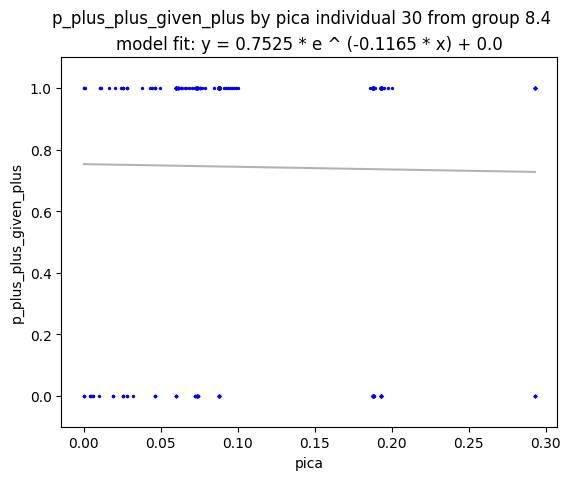 p_plus_plus_given_plus by pica individual 30 from group 8.4
model fit: y = 0.7525 * e ^ (-0.1165 * x) + 0.0
1.0
0.8
0.6
0.4
0.2
0.0
p_plus_plus_given_plus
0.00 0.05 0.10 0.15 0.20 0.25 0.30
pica